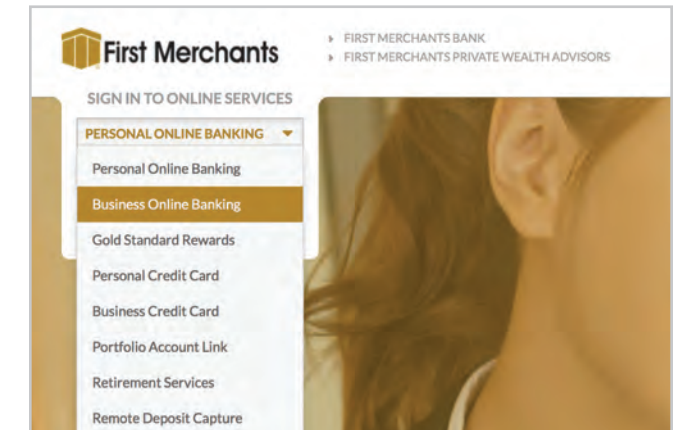 First Merchants
FIRST MERCHANTS BANK
FIRST MERCHANTS PRIVATE WEALTH ADVISORS
SIGN IN TO ONLINE SERVICES
PERSONAL ONLINE BANKING
Personal Online Banking
Business Online Banking
Gold Standard Rewards
Personal Credit Card
Business Credit Card
Portfolio Account Link
Retirement Services
Remote Deposit Capture